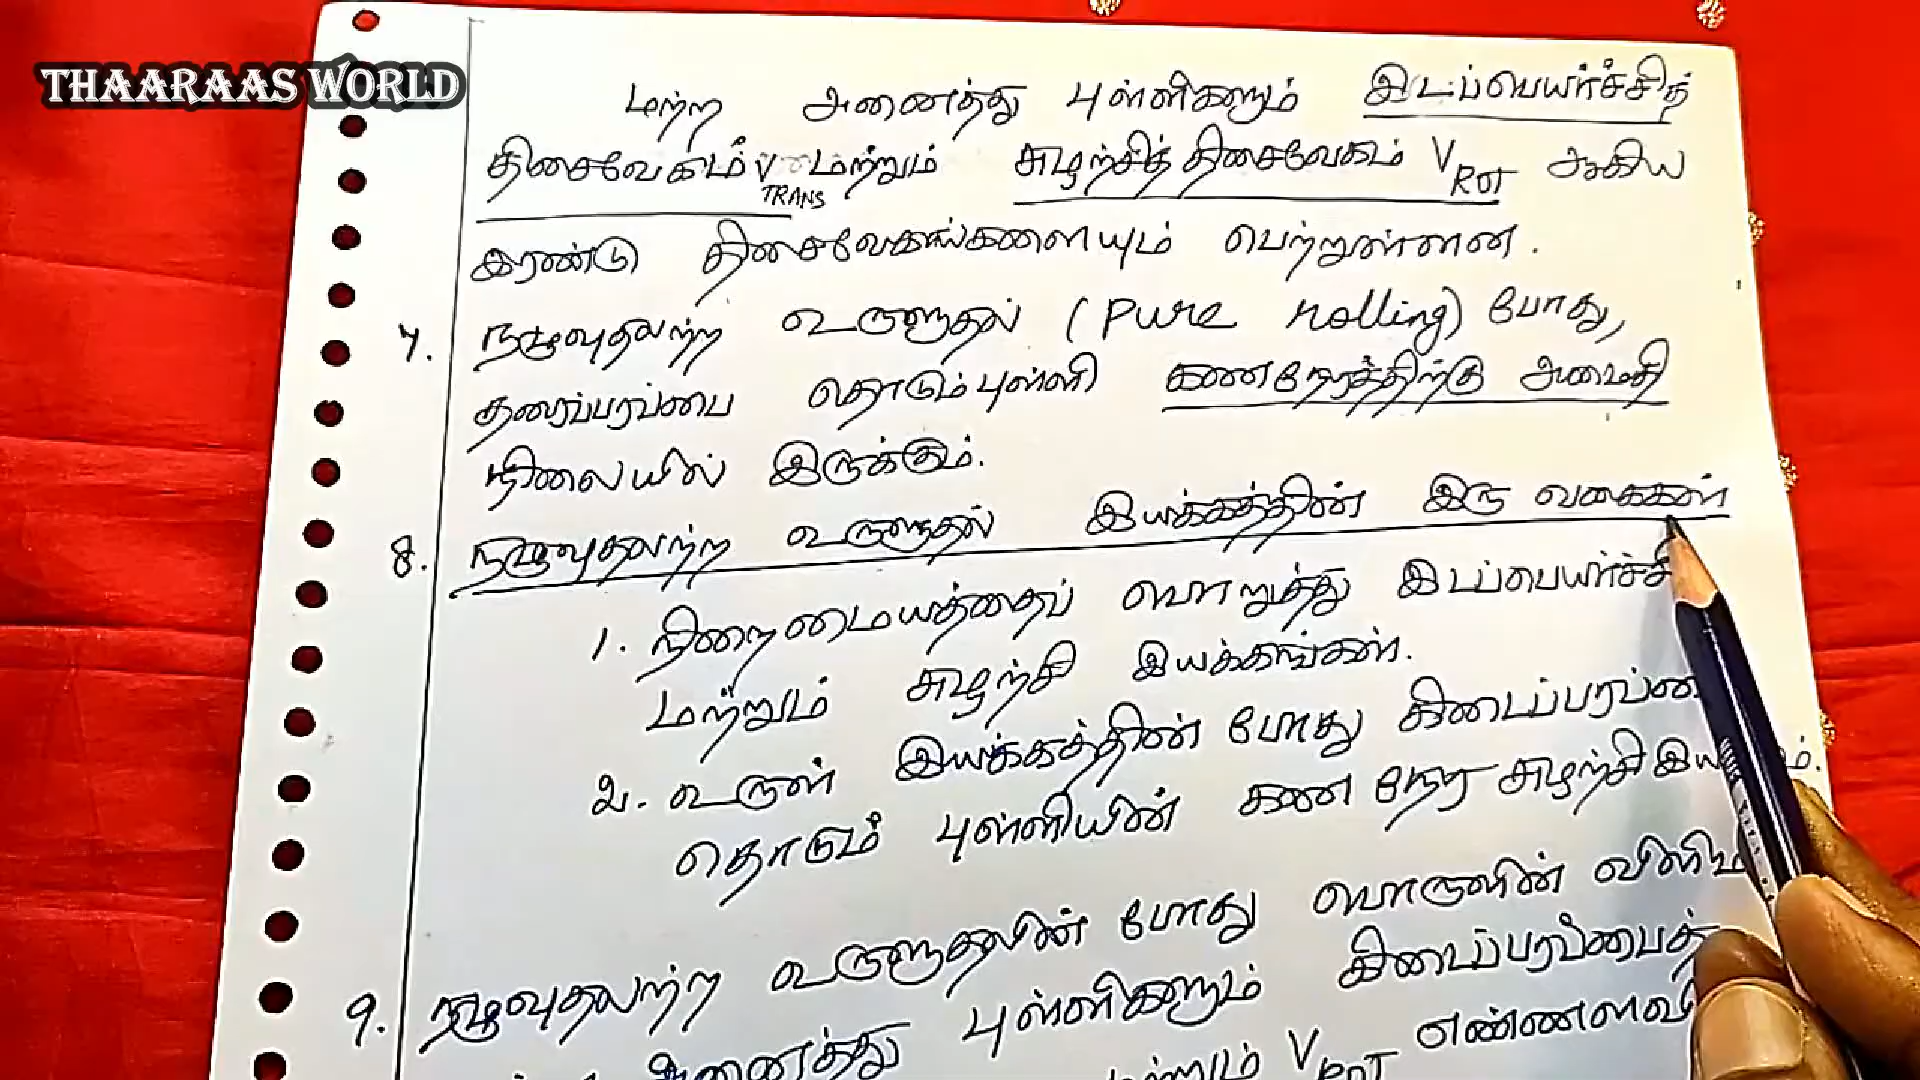 THAARAAS WORLD
மற்ற அனைத்து புள்ளிகளும் இடப்பெயர்ச்சித்
திசைவேகம் V TRANS மற்றும் சுழற்சித் திசைவேகம் V ROT ஆகிய
இரண்டு திசைவேகங்களையும் பெற்றுள்ளன.
7. நழுவுதலற்ற உருளுதல் (Pure rolling) போது,
தரைப்பரப்பை தொடும்புள்ளி கணநேரத்திற்கு அமைதி
நிலையில் இருக்கும்.
8. நழுவுதலற்ற உருளுதல் இயக்கத்தின் இரு வகைகள்
1. நிறைமையத்தைப் பொறுத்து இடப்பெயர்ச்சி
மற்றும் சுழற்சி இயக்கங்கள்.
2. உருள் இயக்கத்தின் போது கிடைப்பரப்பை
தொடும் புள்ளியின் கண நேர சுழற்சி
9. நழுவுதலற்ற உருளுதலின் போது பொருளின்
அனைத்து புள்ளிகளும் கிடைப்பரப்பைத்
மற்றும் V ROT